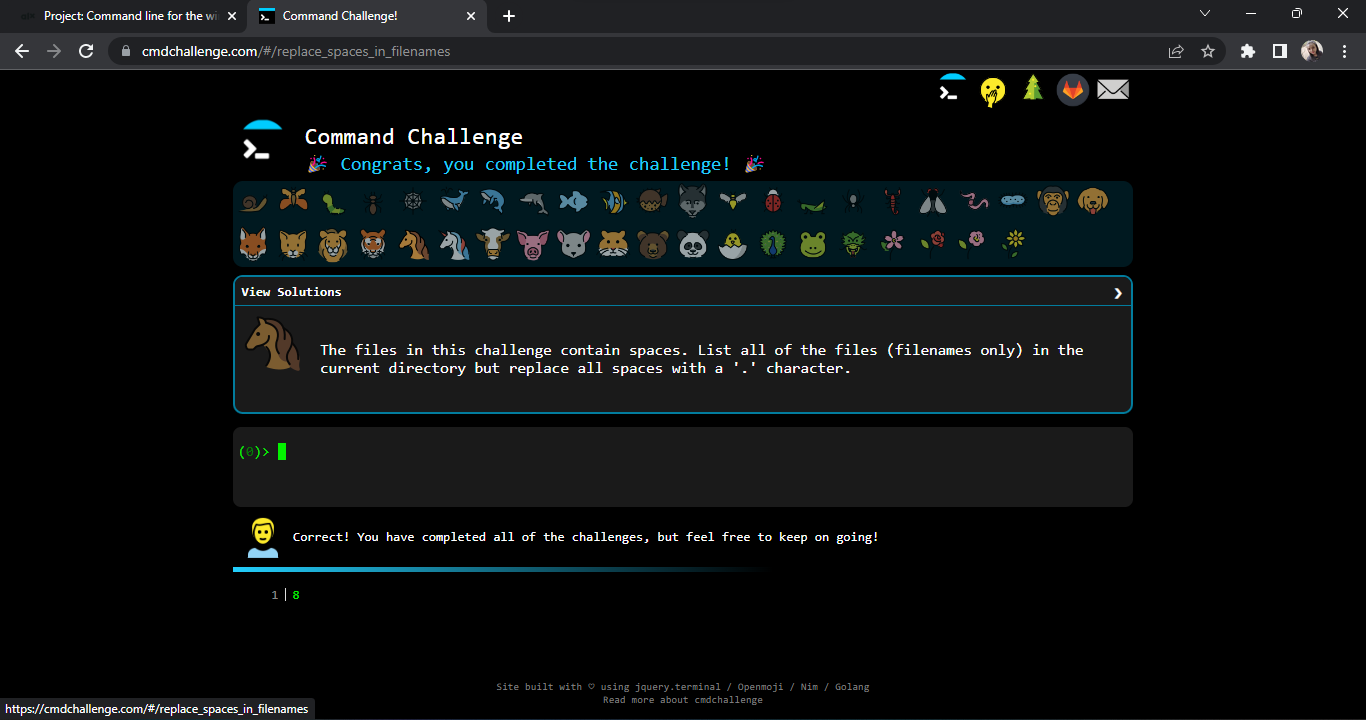 Project: Command line for the wi
Command Challenge!
cmdchallenge.com/#/replace_spaces_in_filenames
Command Challenge
Congrats, you completed the challenge!
View Solutions
The files in this challenge contain spaces. List all of the files (filenames only) in the
current directory but replace all spaces with a '.' character.
(0)>
Correct! You have completed all of the challenges, but feel free to keep on going!
1 8
Site built with ♡ using jquery.terminal / Openmoji / Nim / Golang
Read more about cmdchallenge
https://cmdchallenge.com/#/replace_spaces_in_filenames